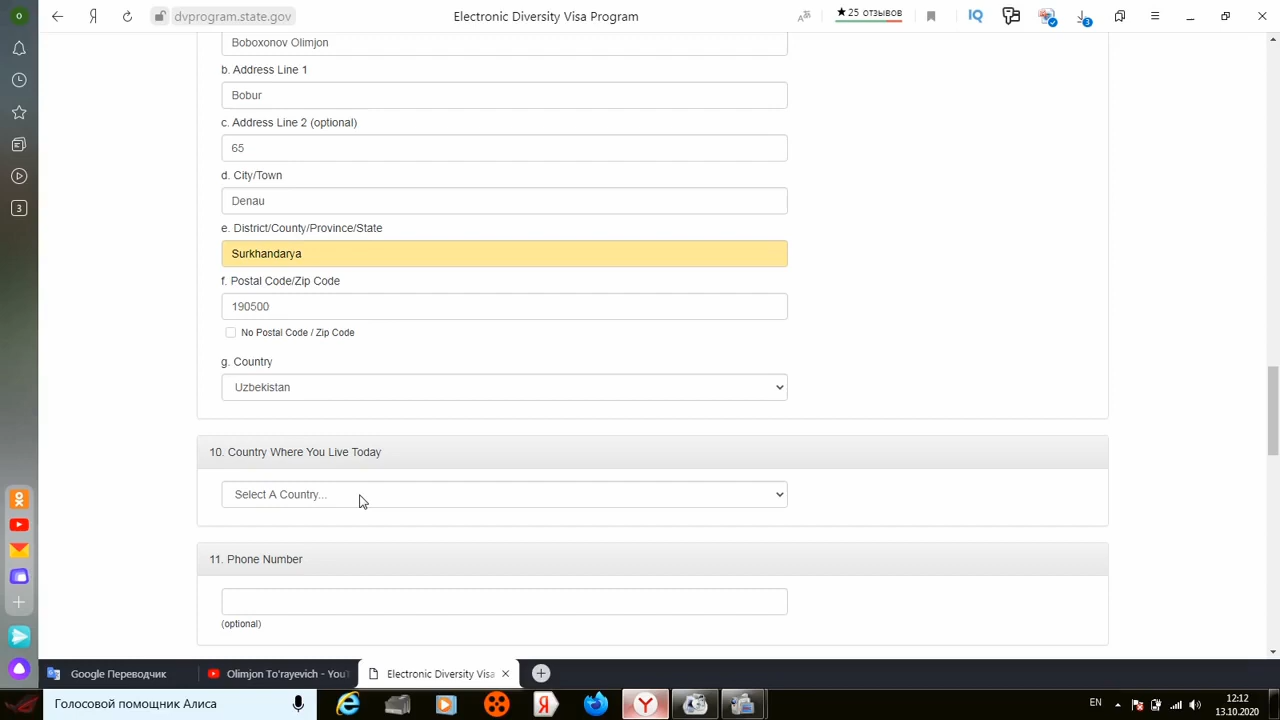 dvprogram.state.gov
Electronic Diversity Visa Program
★25 отзывов
Boboxonov Olimjon
b. Address Line 1
Bobur
c. Address Line 2 (optional)
65
d. City/Town
Denau
e. District/County/Province/State
Surkhandarya
f. Postal Code/Zip Code
190500
No Postal Code / Zip Code
g. Country
Uzbekistan
10. Country Where You Live Today
Select A Country...
11. Phone Number
(optional)
Google Переводчик
Olimjon To'rayevich - You
Electronic Diversity Visa
Голосовой помощник Алиса
EN
12:12
13.10.2020